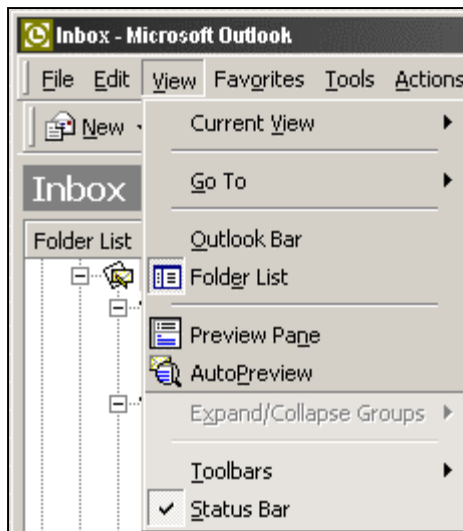 Inbox - Microsoft Outlook
File Edit View Favorites Tools Actions
New
Current View
Inbox
Go To
Folder List
Outlook Bar
Folder List
Preview Pane
AutoPreview
Expand/Collapse Groups
Toolbars
Status Bar